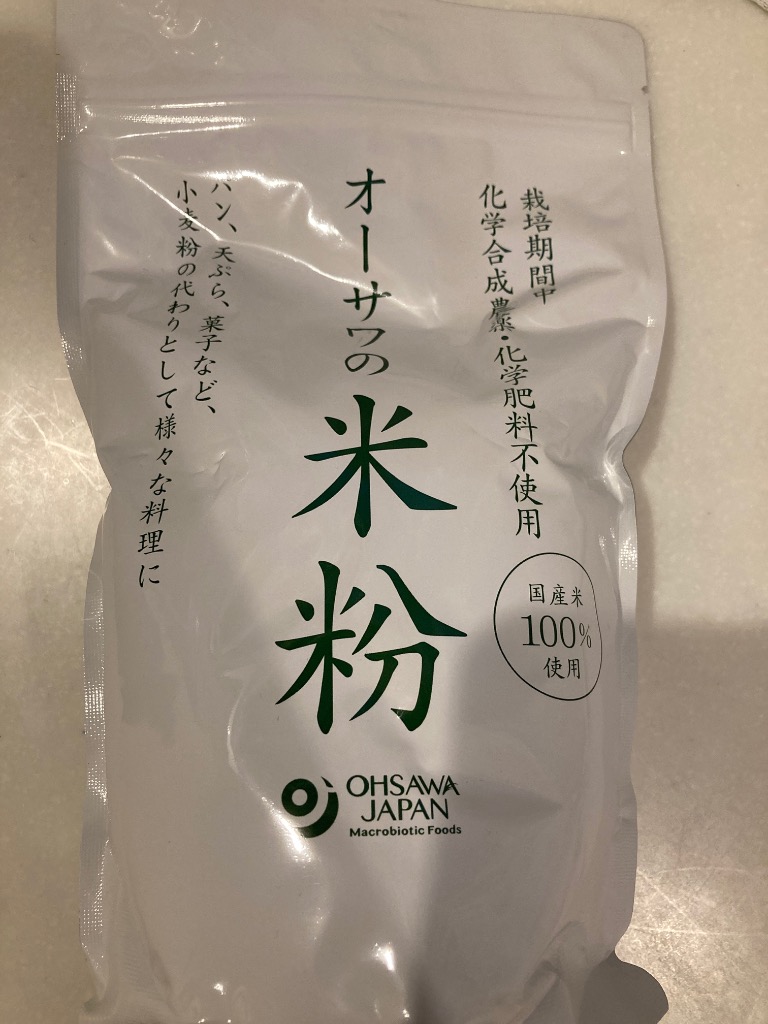 栽培期間中
化学合成農薬・化学肥料不使用
オーサワの
米粉
パン、天ぷら、菓子など、
小麦粉の代わりとして様々な料理に
国産米
100%
使用
OHSAWA
JAPAN
Macrobiotic Foods